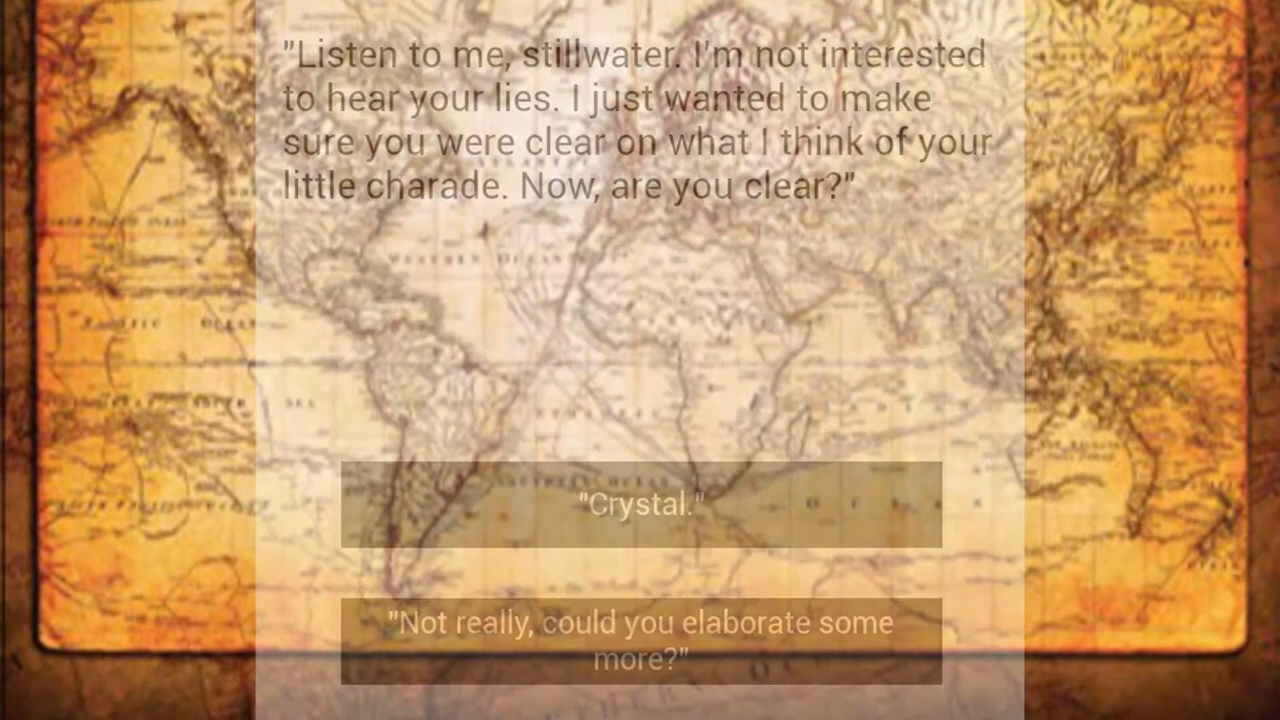 "Listen to me, stillwater. I'm not interested
to hear your lies. I just wanted to make
sure you were clear on what I think of your
little charade. Now, are you clear?"
"Crystal."
"Not really, could you elaborate some
more?"